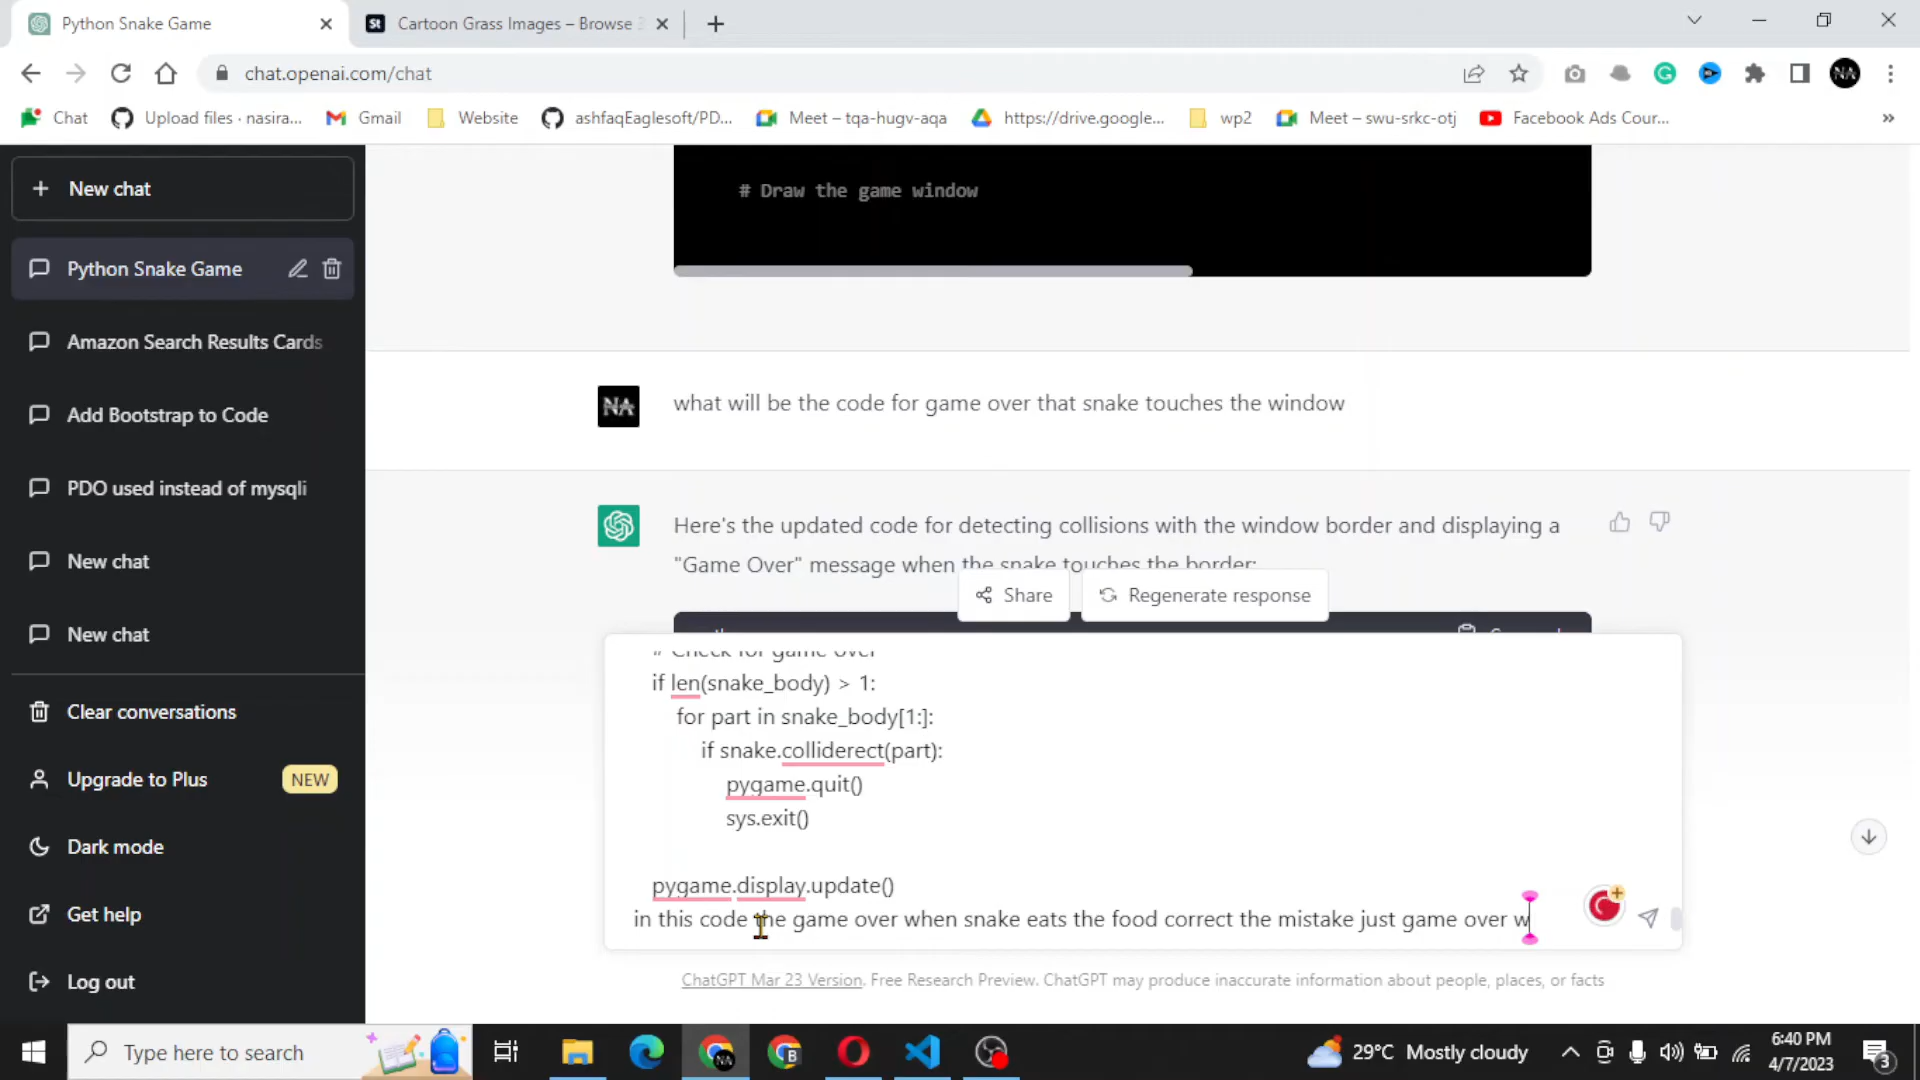 Python Snake Game
St
Cartoon Grass Images – Browse
chat.openai.com/chat
NA
Chat
Upload files · nasira...
Gmail
Website
ashfaqEaglesoft/PD...
Meet – tqa-hugv-aqa
https://drive.google...
wp2
Meet – swu-srkc-otj
Facebook Ads Cour...
»
+ New chat
Python Snake Game
Amazon Search Results Cards
Add Bootstrap to Code
PDO used instead of mysqli
New chat
New chat
Clear conversations
Upgrade to Plus NEW
Dark mode
Get help
Log out
# Draw the game window
NA
what will be the code for game over that snake touches the window
Here's the updated code for detecting collisions with the window border and displaying a
"Game Over" message when the snake touches the border:
Share
Regenerate response
# Check for game over
if len(snake_body) > 1:
for part in snake_body[1:]:
if snake.colliderect(part):
pygame.quit()
sys.exit()
pygame.display.update()
in this code the game over when snake eats the food correct the mistake just game over w
ChatGPT Mar 23 Version. Free Research Preview. ChatGPT may produce inaccurate information about people, places, or facts
Type here to search
NA
B
29°C Mostly cloudy
6:40 PM
4/7/2023
3